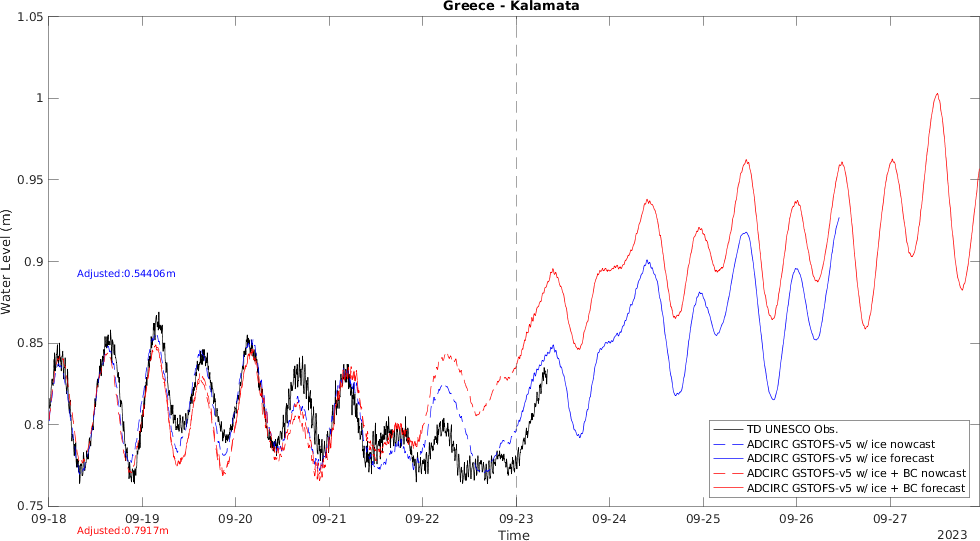 Greece - Kalamata
1.05
1
0.95
0.9
0.85
0.8
0.75
Water Level (m)
Adjusted:0.54406m
TD UNESCO Obs.
ADCIRC GSTOFS-v5 w/ ice nowcast
ADCIRC GSTOFS-v5 w/ ice forecast
ADCIRC GSTOFS-v5 w/ ice + BC nowcast
ADCIRC GSTOFS-v5 w/ ice + BC forecast
09-18 09-19 09-20 09-21 09-22 09-23 09-24 09-25 09-26 09-27
Adjusted:0.7917m
Time
2023